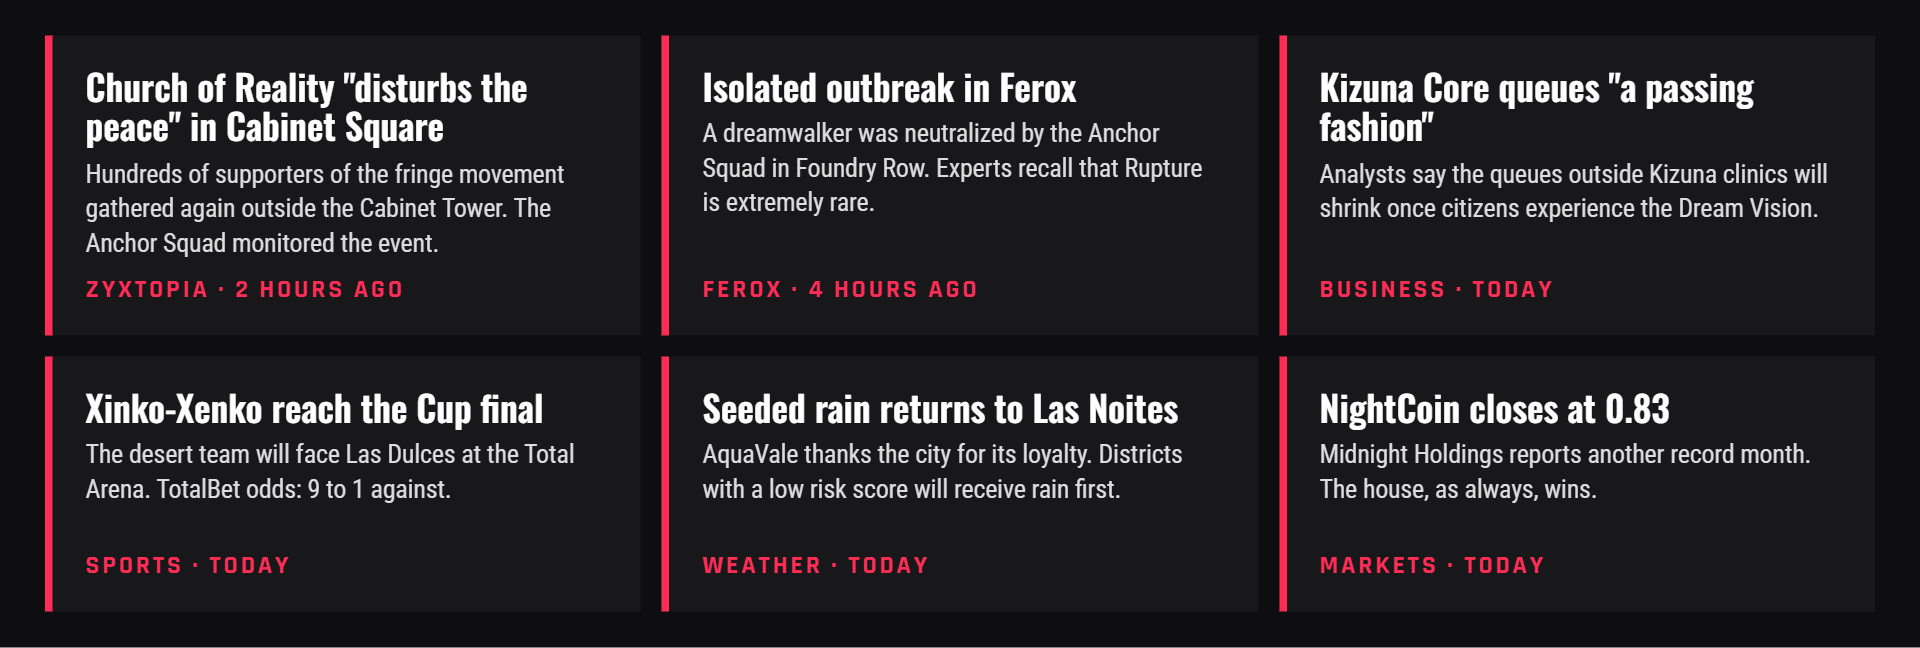 Church of Reality "disturbs the
peace" in Cabinet Square
Hundreds of supporters of the fringe movement
gathered again outside the Cabinet Tower. The
Anchor Squad monitored the event.
ZYXTOPIA · 2 HOURS AGO
Isolated outbreak in Ferox
A dreamwalker was neutralized by the Anchor
Squad in Foundry Row. Experts recall that Rupture
is extremely rare.
FEROX · 4 HOURS AGO
Kizuna Core queues "a passing
fashion"
Analysts say the queues outside Kizuna clinics will
shrink once citizens experience the Dream Vision.
BUSINESS · TODAY
Xinko-Xenko reach the Cup final
The desert team will face Las Dulces at the Total
Arena. TotalBet odds: 9 to 1 against.
SPORTS · TODAY
Seeded rain returns to Las Noites
AquaVale thanks the city for its loyalty. Districts
with a low risk score will receive rain first.
WEATHER · TODAY
NightCoin closes at 0.83
Midnight Holdings reports another record month.
The house, as always, wins.
MARKETS · TODAY